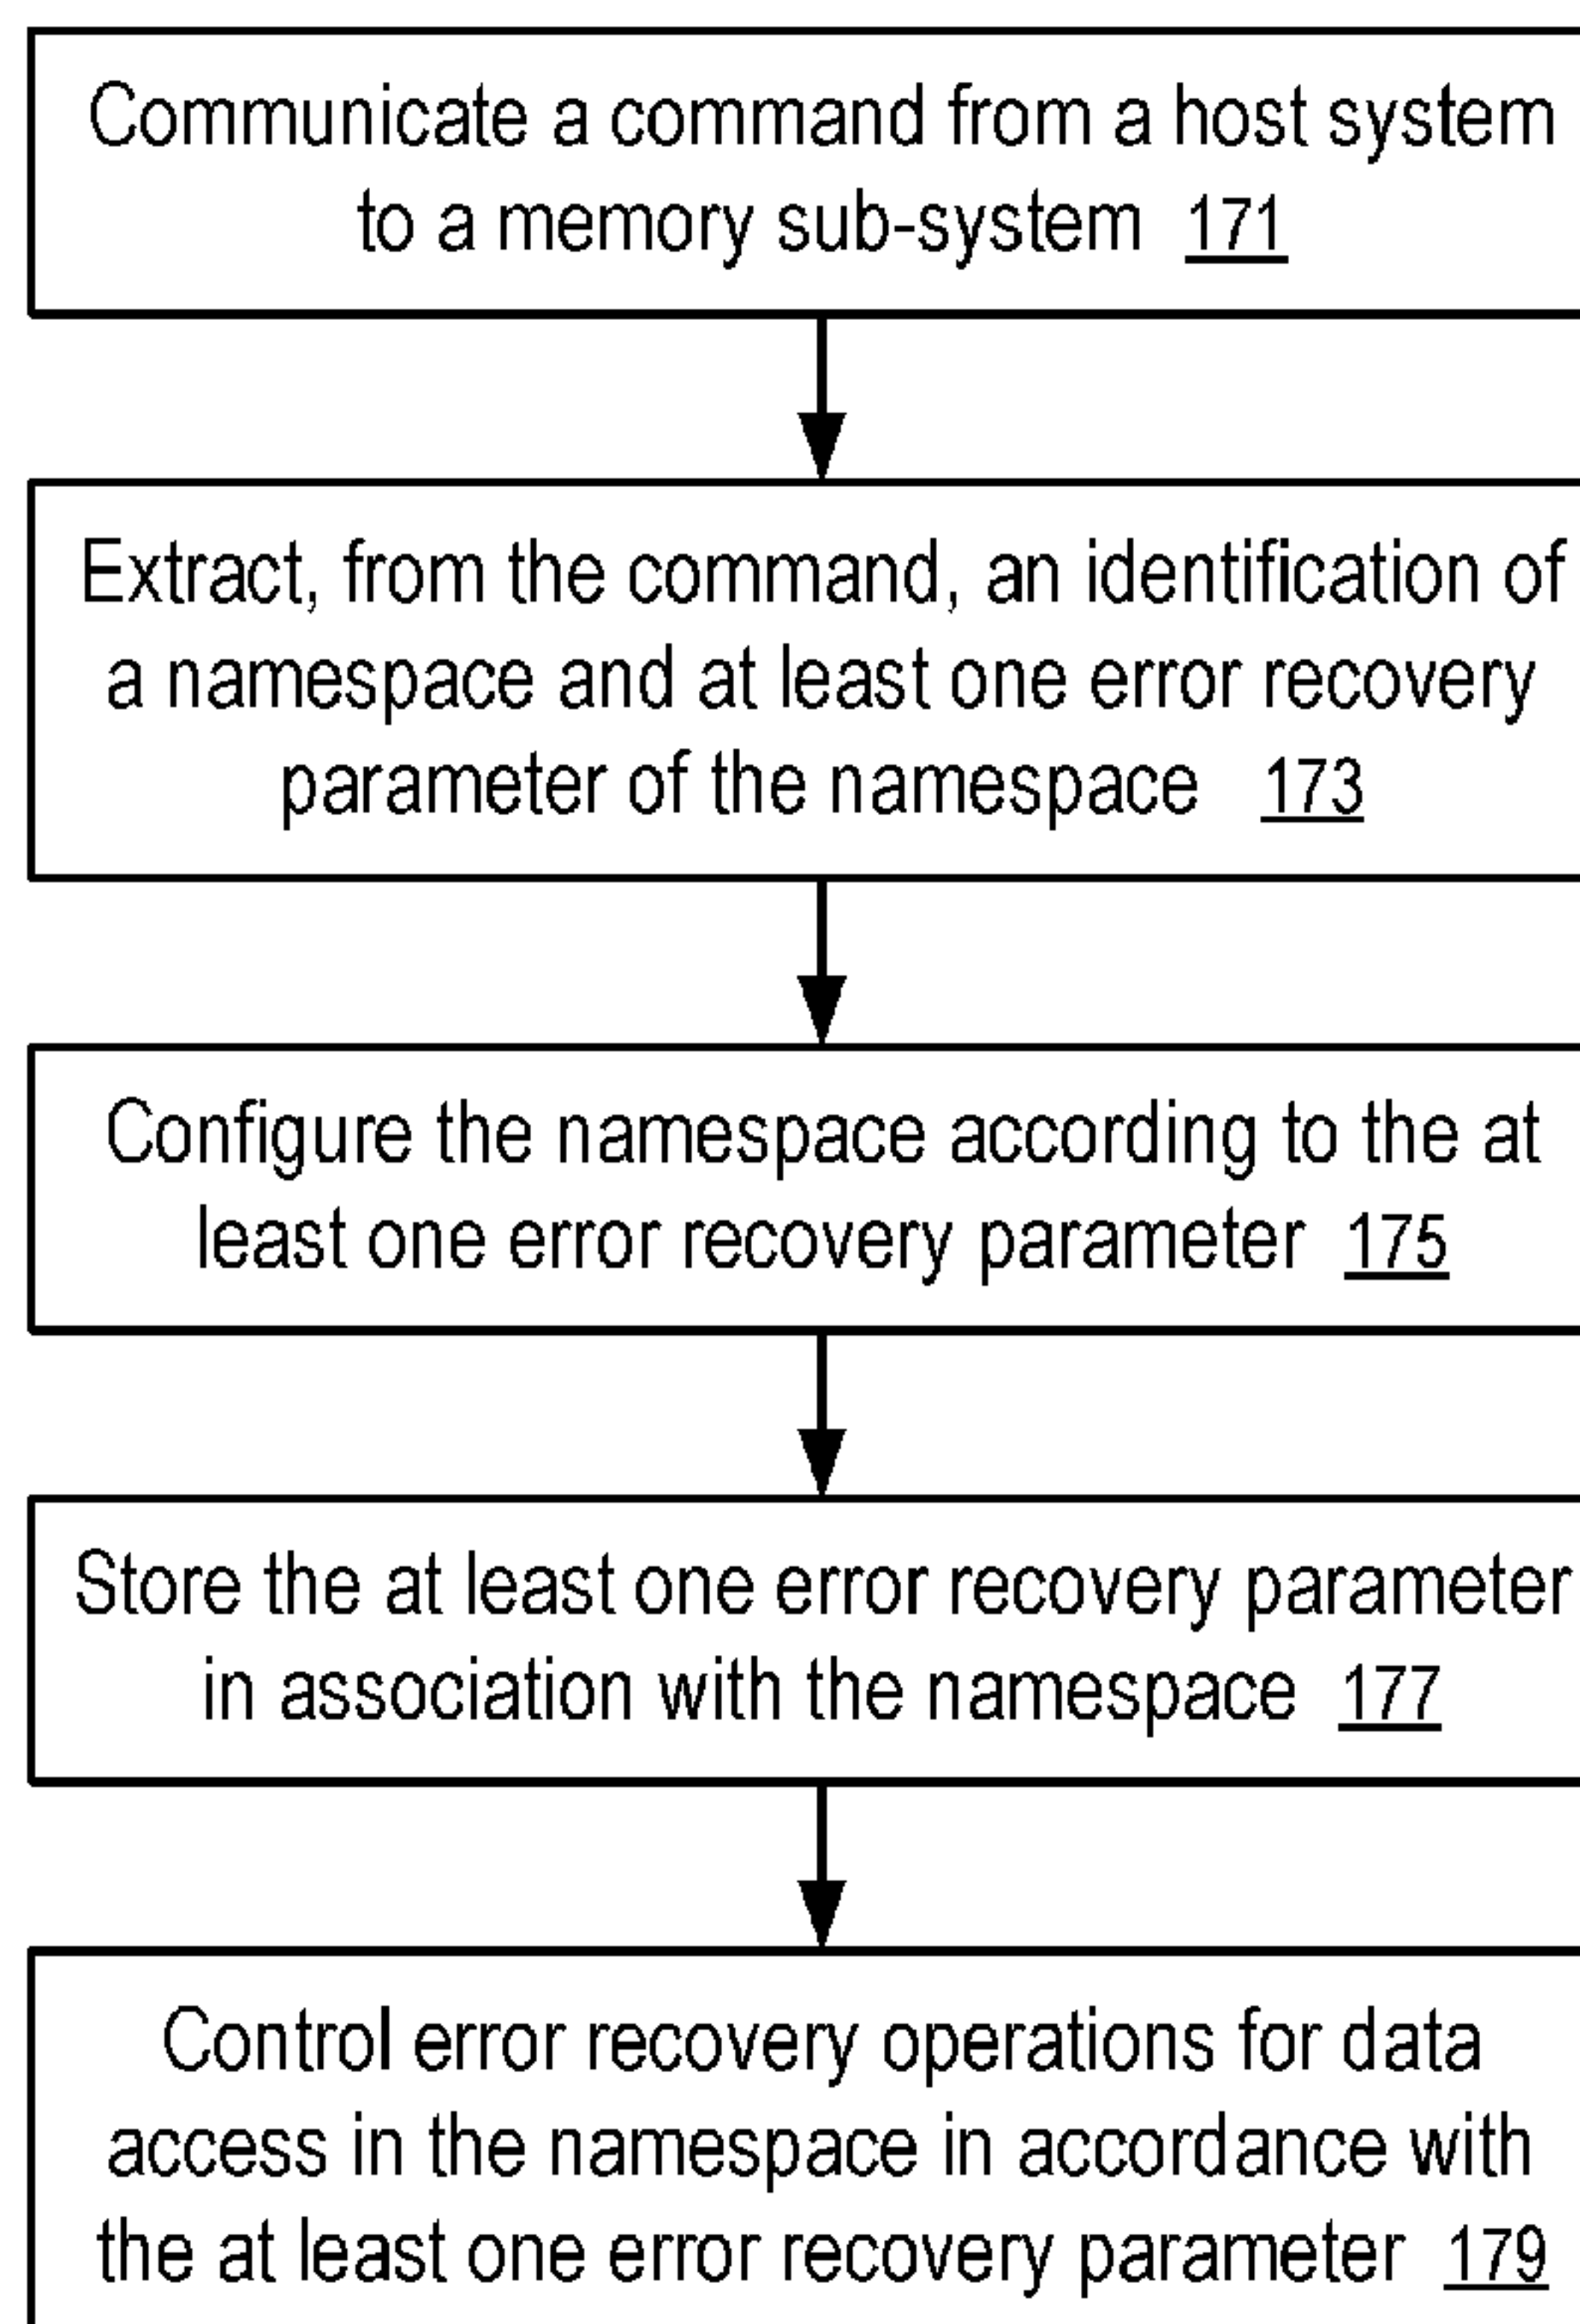 Communicate a command from a host system
to a memory sub-system 171
Extract, from the command, an identification of
a namespace and at least one error recovery
parameter of the namespace 173
Configure the namespace according to the at
least one error recovery parameter 175
Store the at least one error recovery parameter
in association with the namespace 177
Control error recovery operations for data
access in the namespace in accordance with
the at least one error recovery parameter 179